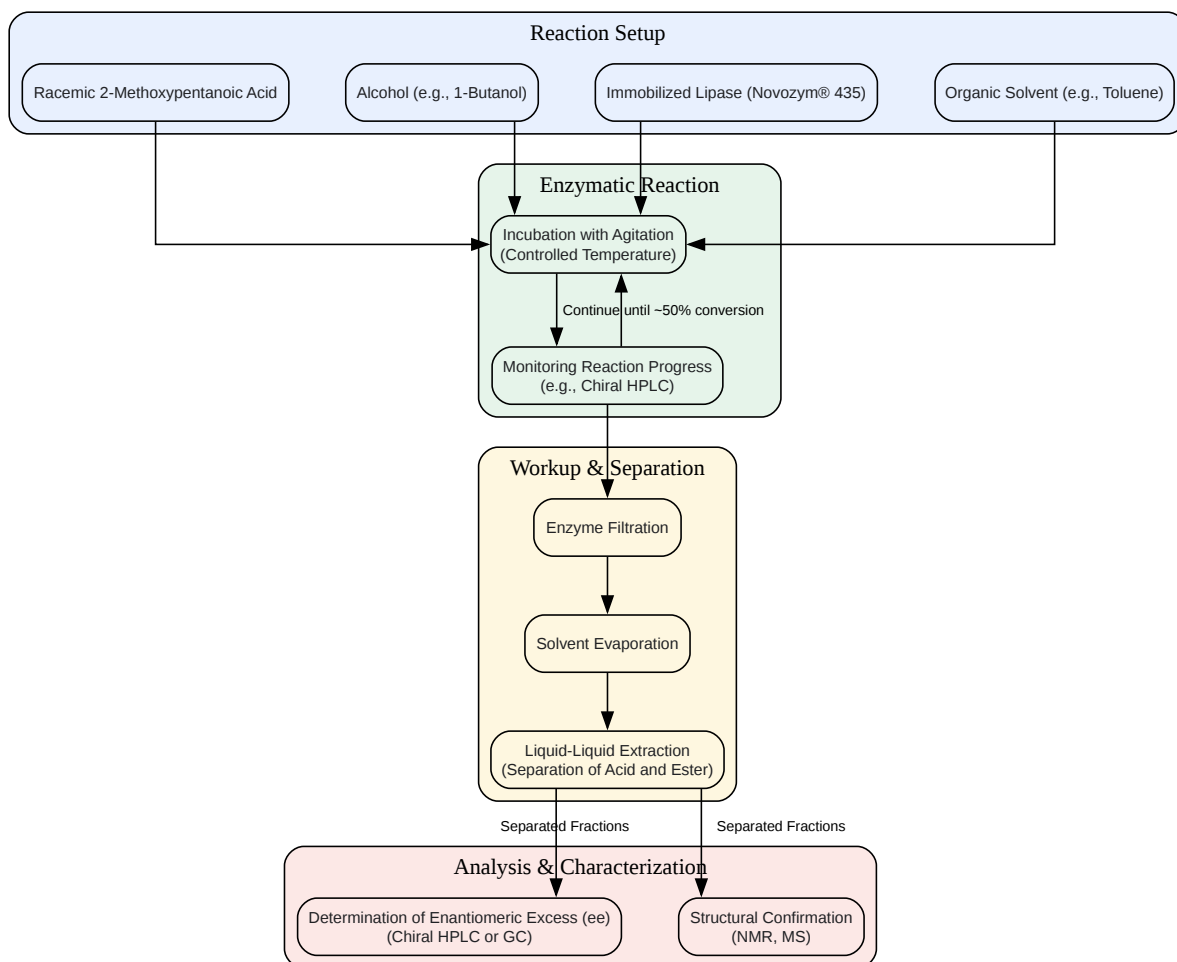 Reaction Setup
Racemic 2-Methoxypentanoic Acid
Alcohol (e.g., 1-Butanol)
Immobilized Lipase (Novozym® 435)
Organic Solvent (e.g., Toluene)
Enzymatic Reaction
Incubation with Agitation
(Controlled Temperature)
Continue until ~50% conversion
Monitoring Reaction Progress
(e.g., Chiral HPLC)
Workup & Separation
Enzyme Filtration
Solvent Evaporation
Liquid-Liquid Extraction
(Separation of Acid and Ester)
Separated Fractions
Separated Fractions
Analysis & Characterization
Determination of Enantiomeric Excess (ee)
(Chiral HPLC or GC)
Structural Confirmation
(NMR, MS)